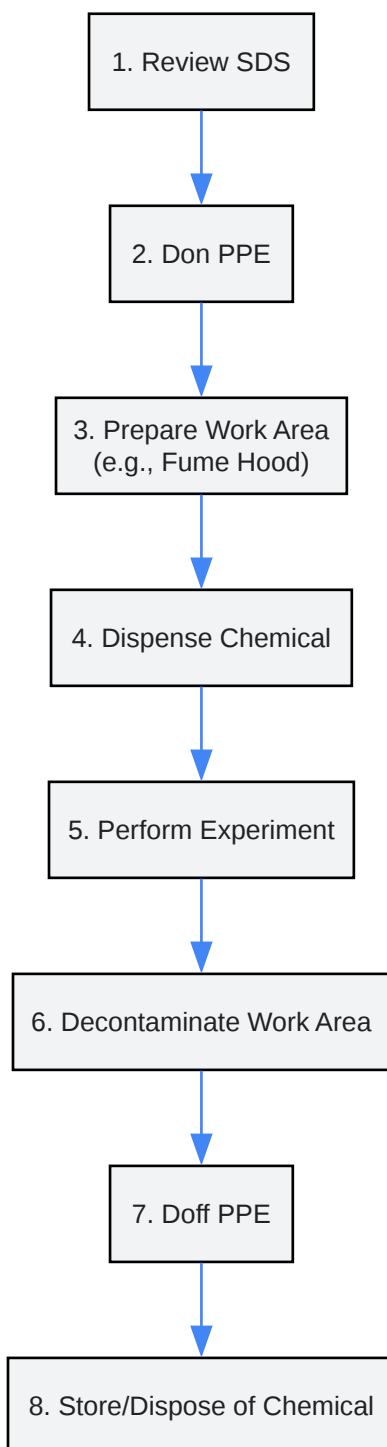 1. Review SDS
2. Don PPE
3. Prepare Work Area
(e.g., Fume Hood)
4. Dispense Chemical
5. Perform Experiment
6. Decontaminate Work Area
7. Doff PPE
8. Store/Dispose of Chemical